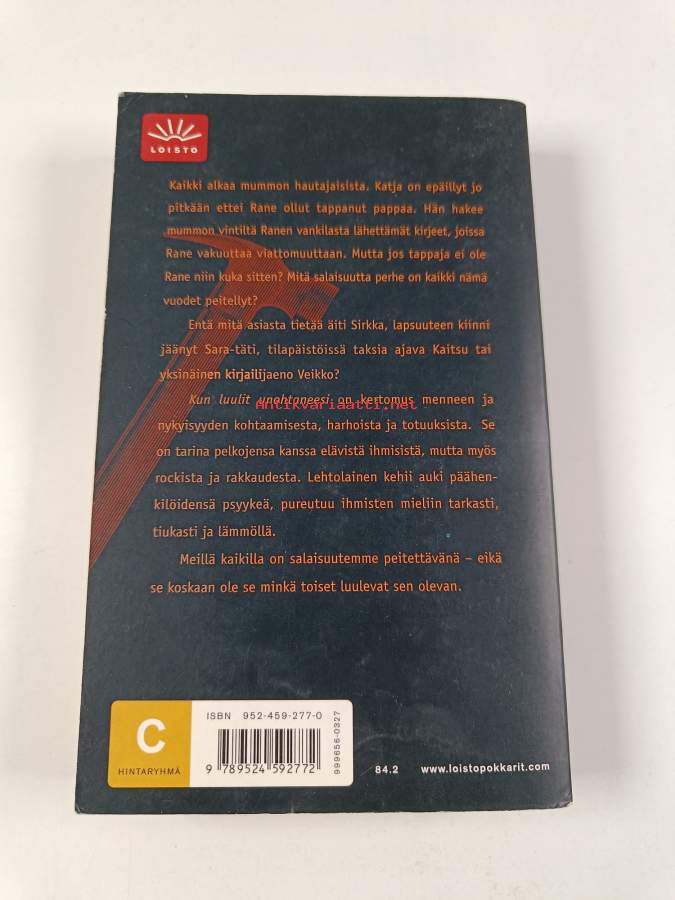 LOISTO
Kaikki alkaa mummon hautajaisista. Katja on epäillyt jo
pitkään ettei Rane ollut tappanut pappaa. Hän hakee
mummon vintiltä Ranen vankilasta lähettämät kirjeet, joissa
Rane vakuuttaa viattomuuttaan. Mutta jos tappaja ei ole
Rane niin kuka sitten? Mitä salaisuutta perhe on kaikki nämä
vuodet peitellyt?
Entä mitä asiasta tietää äiti Sirkka, lapsuuteen kiinni
jäänyt Sara-täti, tilapäistöissä taksia ajava Kaitsu tai
yksinäinen kirjailijaeno Veikko?
Kun luulit unohtaneesi on kertomus menneen ja
Antikvariaatti.net
nykyisyyden kohtaamisesta, harhoista ja totuuksista. Se
on tarina pelkojensa kanssa elävistä ihmisistä, mutta myös
rockista ja rakkaudesta. Lehtolainen kehii auki päähen-
kilöidensä psyykeä, pureutuu ihmisten mieliin tarkasti,
tiukasti ja lämmöllä.
Meillä kaikilla on salaisuutemme peitettävänä – eikä
se koskaan ole se minkä toiset luulevat sen olevan.
C
HINTARYHMÄ
ISBN 952-459-277-0
9 789524 592772
999656-0327
84.2 www.loistopokkarit.com